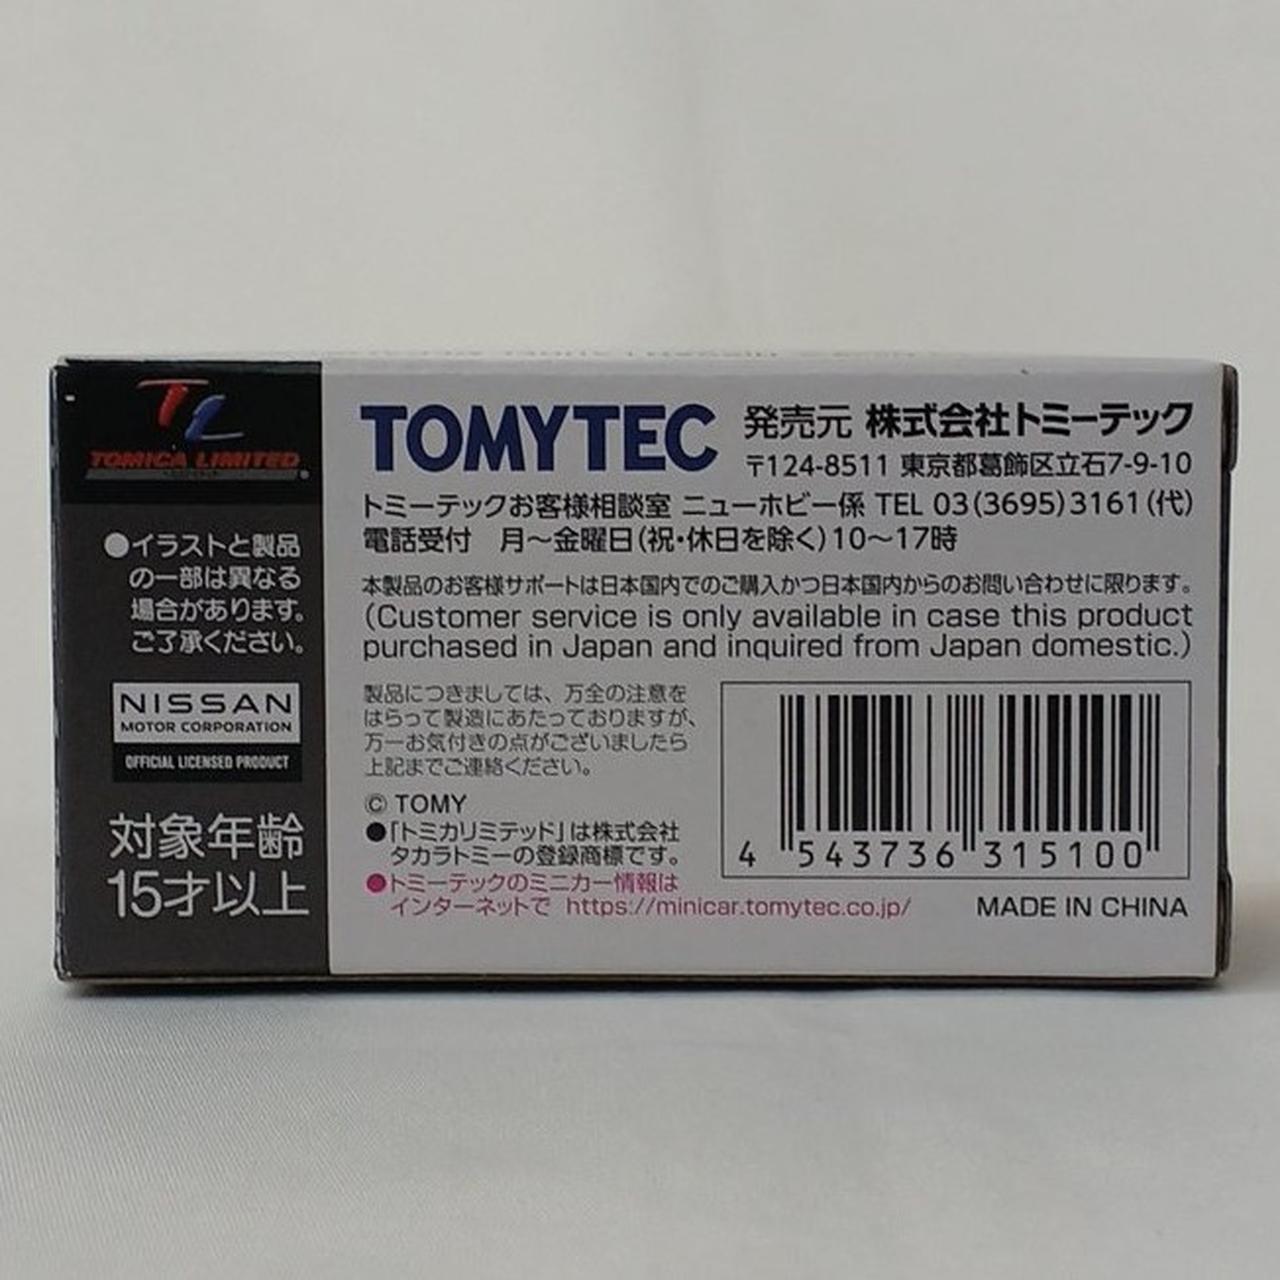 TL
TOMICA LIMITED
●イラストと製品
の一部は異なる
場合があります。
ご了承ください。
NISSAN
MOTOR CORPORATION
OFFICIAL LICENSED PRODUCT
対象年齢
15才以上
TOMYTEC 発売元 株式会社トミーテック
〒124-8511 東京都葛飾区立石7-9-10
トミーテックお客様相談室 ニューホビー係 TEL 03(3695)3161(代)
電話受付 月〜金曜日(祝・休日を除く)10〜17時
本製品のお客様サポートは日本国内でのご購入かつ日本国内からのお問い合わせに限ります。
(Customer service is only available in case this product
purchased in Japan and inquired from Japan domestic.)
製品につきましては、万全の注意を
はらって製造にあたっておりますが、
万一お気付きの点がございましたら
上記までご連絡ください。
© TOMY
●「トミカリミテッド」は株式会社
タカラトミーの登録商標です。
●トミーテックのミニカー情報は
インターネットで https://minicar.tomytec.co.jp/
4 543736 315100
MADE IN CHINA